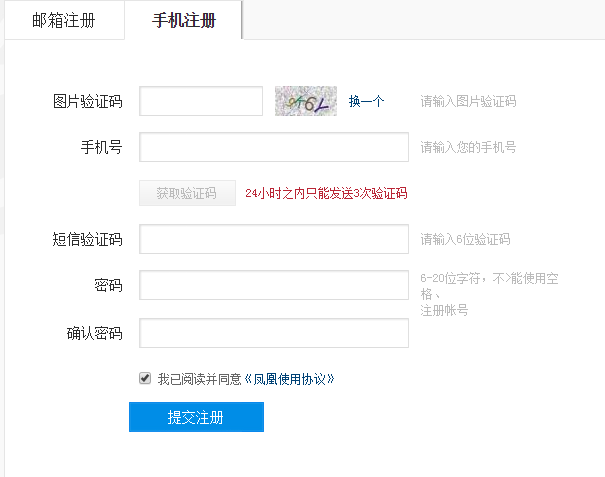 邮箱注册 手机注册
图片验证码 换一个 请输入图片验证码
手机号 请输入您的手机号
获取验证码 24小时之内只能发送3次验证码
短信验证码 请输入6位验证码
密码 6-20位字符，不>能使用空
格、
注册帐号
确认密码
我已阅读并同意《凤凰使用协议》
提交注册